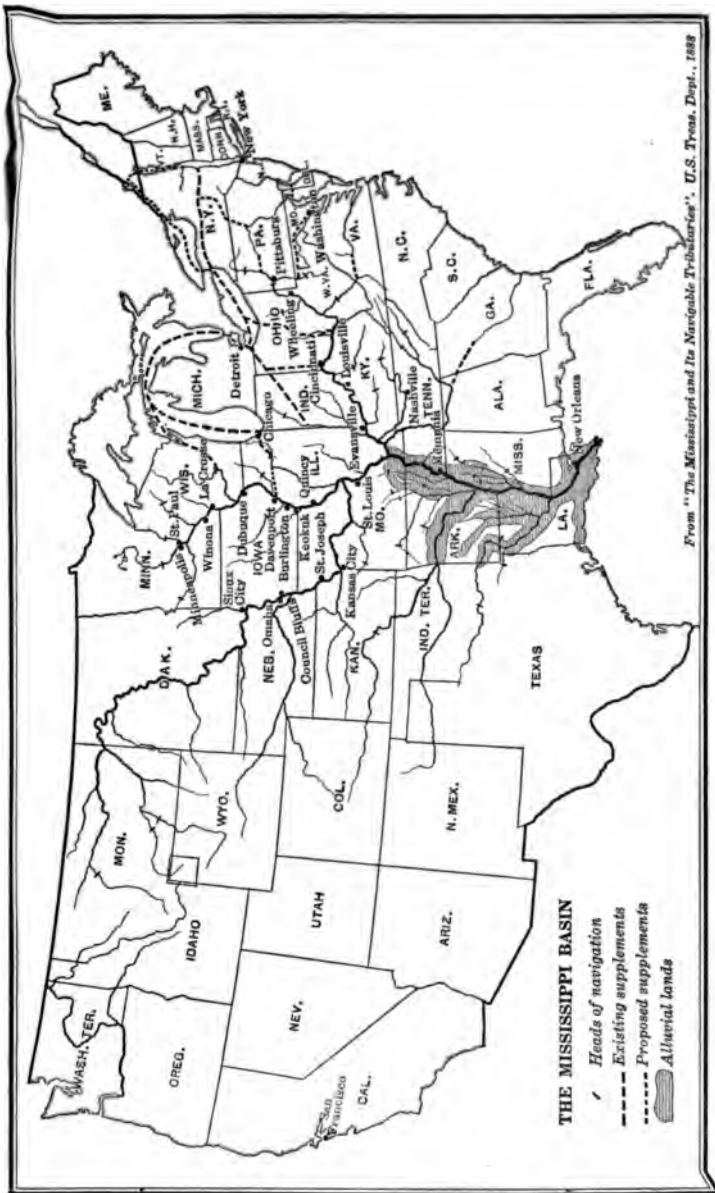 ME.
VT.
N.H.
MASS.
CONN.
R.I.
New York
N.Y.
PA.
Pittsburg
Wheeling
OHIO
Washington
W.VA.
VA.
N.C.
S.C.
GA.
FLA.
ALA.
MISS.
New Orleans
LA.
TENN.
Nashville
Memphis
KY.
Louisville
Cincinnati
IND.
Evansville
Detroit
MICH.
Chicago
ILL.
Quincy
WIS.
La Crosse
St. Paul
Minneapolis
MINN.
Winona
Dubuque
IOWA
Davenport
Burlington
Keokuk
St. Joseph
St. Louis
MO.
Kansas City
ARK.
Sioux
City
Omaha
Council Bluffs
NEB.
DAK.
KAN.
IND. TER.
TEXAS
MON.
WYO.
COL.
N. MEX.
IDAHO
UTAH
ARIZ.
WASH. TER.
OREG.
NEV.
CAL.
San
Francisco
THE MISSISSIPPI BASIN
Heads of navigation
Existing supplements
Proposed supplements
Alluvial lands
From "The Mississippi and Its Navigable Tributaries". U.S. Treas. Dept., 1888